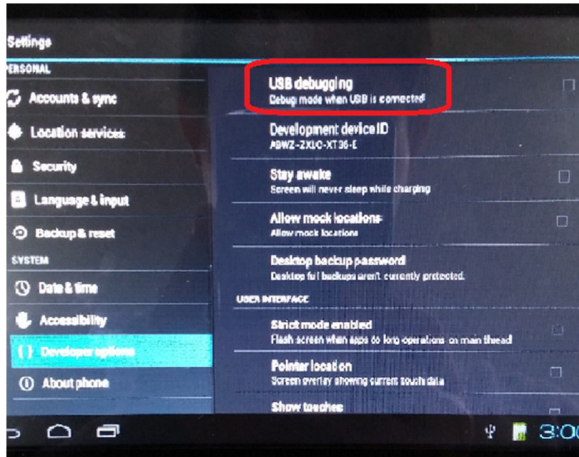 Settings
PERSONAL
Accounts & sync
Location services
Security
Language & input
Backup & reset
SYSTEM
Date & time
Accessibility
{ } Developer options
About phone
USB debugging
Debug mode when USB is connected
Development device ID
Stay awake
Screen will never sleep while charging
Allow mock locations
Allow mock locations
Desktop backup password
Desktop full backups aren't currently protected.
USER INTERFACE
Strict mode enabled
Flash screen when apps do long operations on main thread
Pointer location
Screen overlay showing current touch data
Show touches
3:00